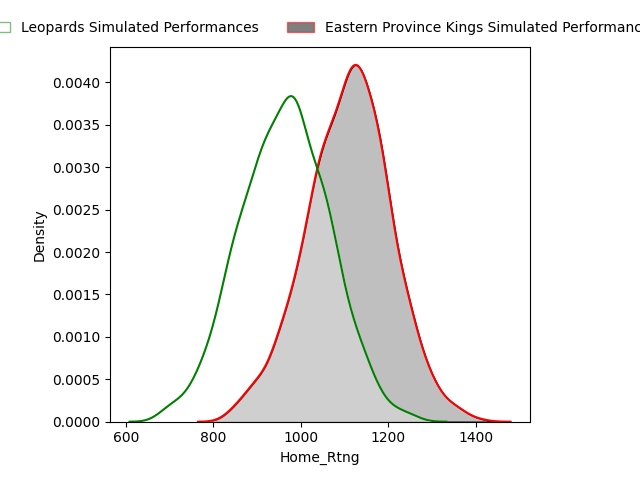 Leopards Simulated Performances
Eastern Province Kings Simulated Performanc
0.0040
0.0035
0.0030
0.0025
0.0020
0.0015
0.0010
0.0005
0.0000
Density
600 800 1000 1200 1400
Home_Rtng